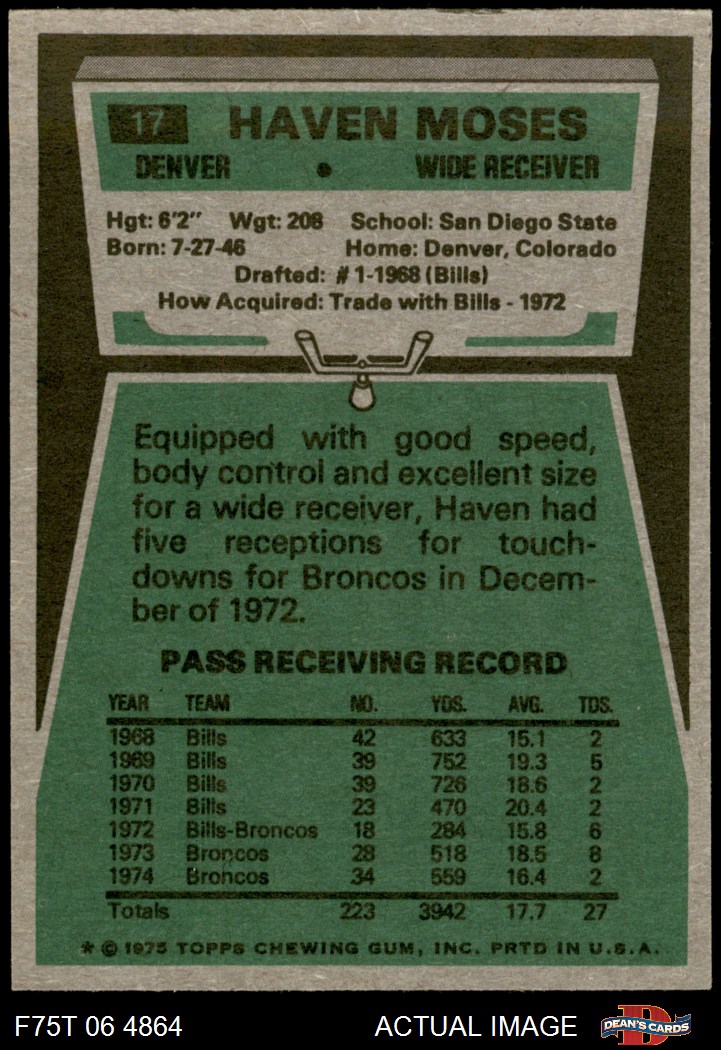 17 HAVEN MOSES
DENVER • WIDE RECEIVER
Hgt: 6'2" Wgt: 208 School: San Diego State
Born: 7-27-46 Home: Denver, Colorado
Drafted: #1-1968 (Bills)
How Acquired: Trade with Bills - 1972
Equipped with good speed,
body control and excellent size
for a wide receiver, Haven had
five receptions for touch-
downs for Broncos in Decem-
ber of 1972.
PASS RECEIVING RECORD
YEAR TEAM NO. YDS. AVG. TDS.
1968 Bills 42 633 15.1 2
1969 Bills 39 752 19.3 5
1970 Bills 39 726 18.6 2
1971 Bills 23 470 20.4 2
1972 Bills-Broncos 18 284 15.8 6
1973 Broncos 28 518 18.5 8
1974 Broncos 34 559 16.4 2
Totals 223 3942 17.7 27
* © 1975 TOPPS CHEWING GUM, INC. PRTD IN U.S.A.
F75T 06 4864 ACTUAL IMAGE D DEAN'S CARDS